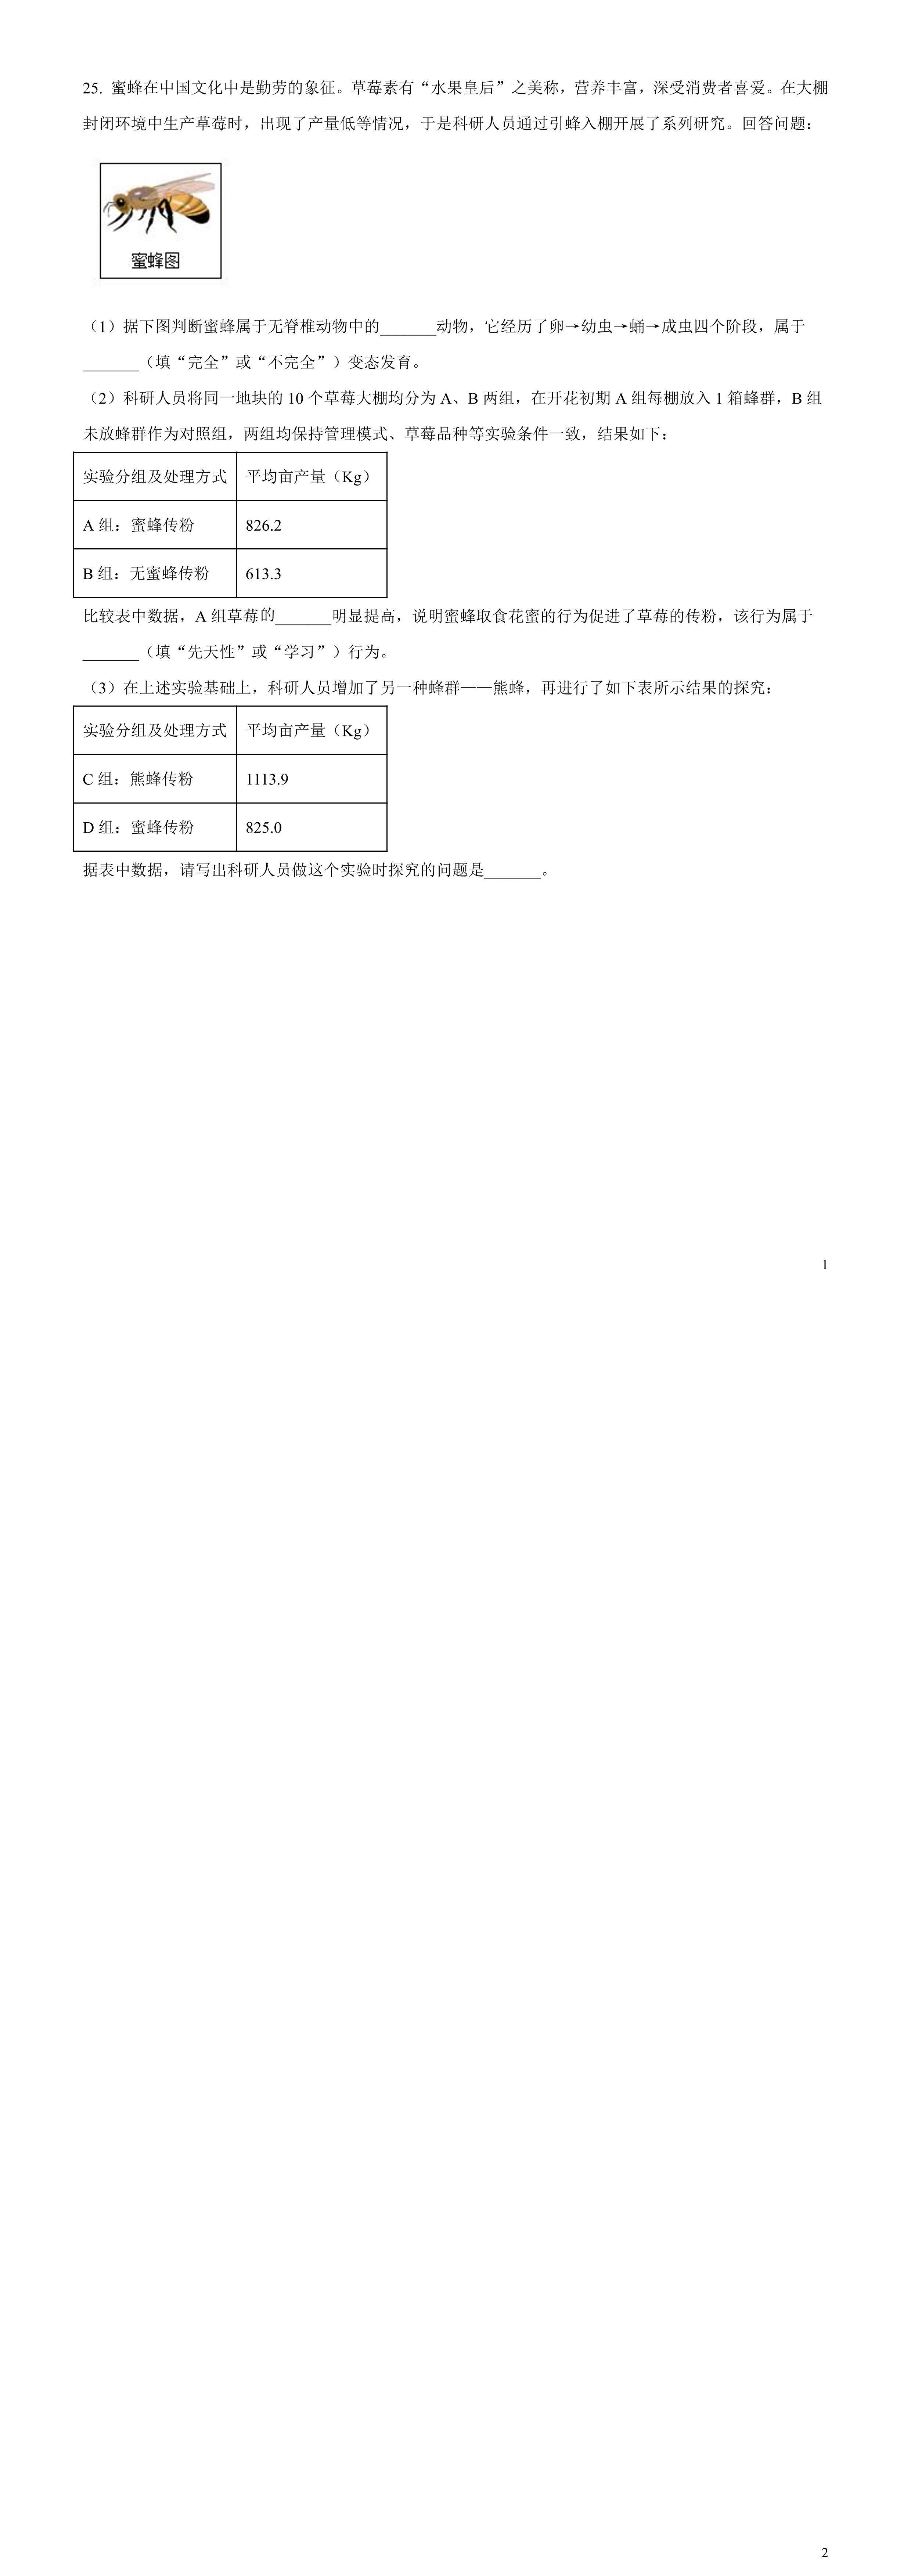 25. 蜜蜂在中国文化中是勤劳的象征。草莓素有“水果皇后”之美称，营养丰富，深受消费者喜爱。在大棚
封闭环境中生产草莓时，出现了产量低等情况，于是科研人员通过引蜂入棚开展了系列研究。回答问题：
蜜蜂图
（1）据下图判断蜜蜂属于无脊椎动物中的_______动物，它经历了卵→幼虫→蛹→成虫四个阶段，属于
_______（填“完全”或“不完全”）变态发育。
（2）科研人员将同一地块的 10 个草莓大棚均分为 A、B 两组，在开花初期 A 组每棚放入 1 箱蜂群，B 组
未放蜂群作为对照组，两组均保持管理模式、草莓品种等实验条件一致，结果如下：
实验分组及处理方式 平均亩产量（Kg）
A 组：蜜蜂传粉 826.2
B 组：无蜜蜂传粉 613.3
比较表中数据，A 组草莓的_______明显提高，说明蜜蜂取食花蜜的行为促进了草莓的传粉，该行为属于
_______（填“先天性”或“学习”）行为。
（3）在上述实验基础上，科研人员增加了另一种蜂群——熊蜂，再进行了如下表所示结果的探究：
实验分组及处理方式 平均亩产量（Kg）
C 组：熊蜂传粉 1113.9
D 组：蜜蜂传粉 825.0
据表中数据，请写出科研人员做这个实验时探究的问题是_______。
1
2